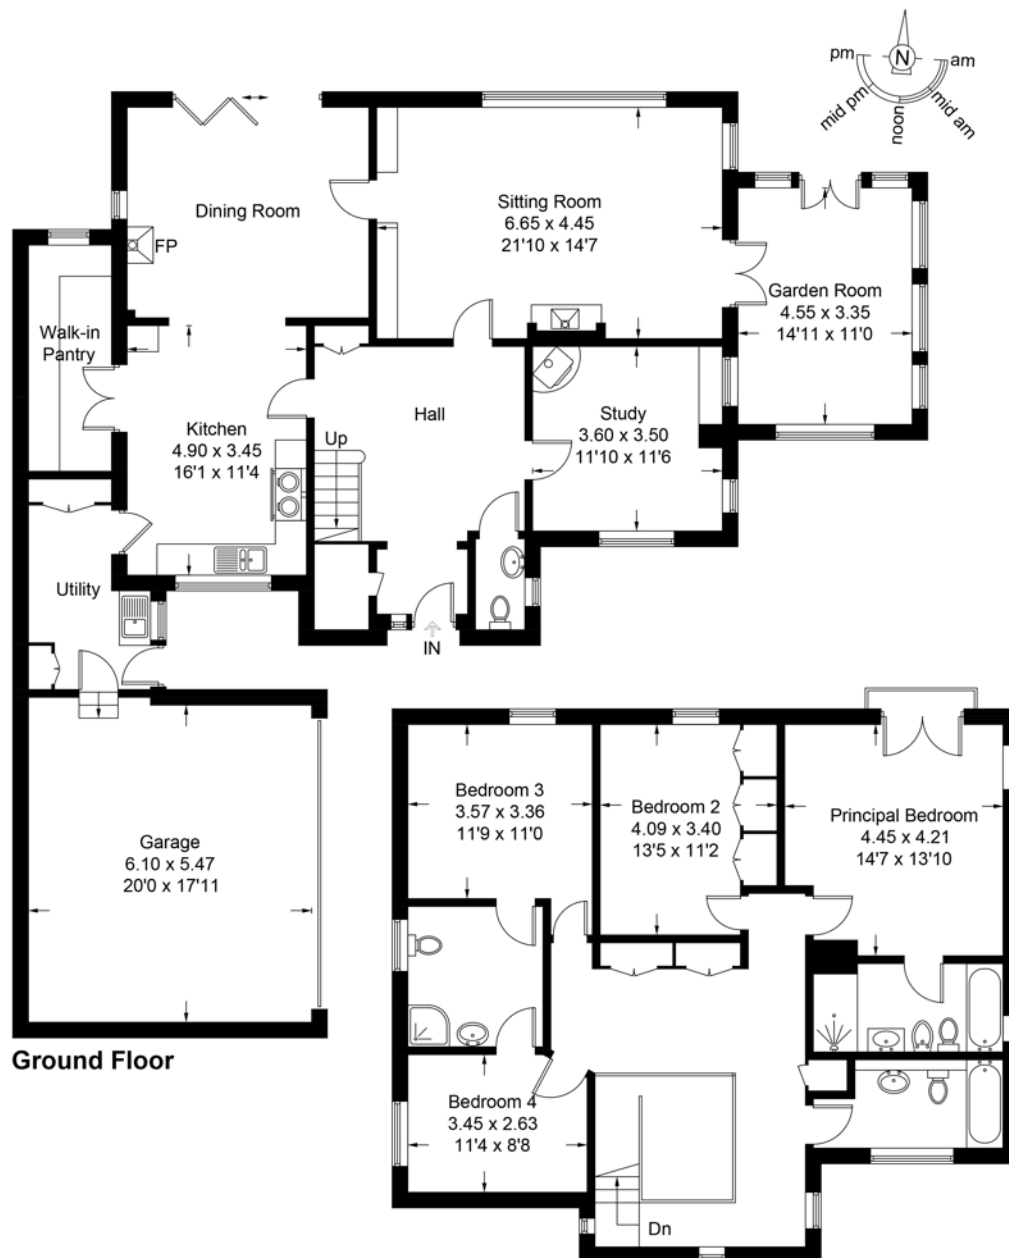 N
pm
am
mid pm
noon
mid am
Dining Room
FP
Sitting Room
6.65 x 4.45
21'10 x 14'7
Garden Room
4.55 x 3.35
14'11 x 11'0
Walk-in
Pantry
Kitchen
4.90 x 3.45
16'1 x 11'4
Hall
Up
Study
3.60 x 3.50
11'10 x 11'6
Utility
IN
Garage
6.10 x 5.47
20'0 x 17'11
Ground Floor
Bedroom 3
3.57 x 3.36
11'9 x 11'0
Bedroom 2
4.09 x 3.40
13'5 x 11'2
Principal Bedroom
4.45 x 4.21
14'7 x 13'10
Bedroom 4
3.45 x 2.63
11'4 x 8'8
Dn